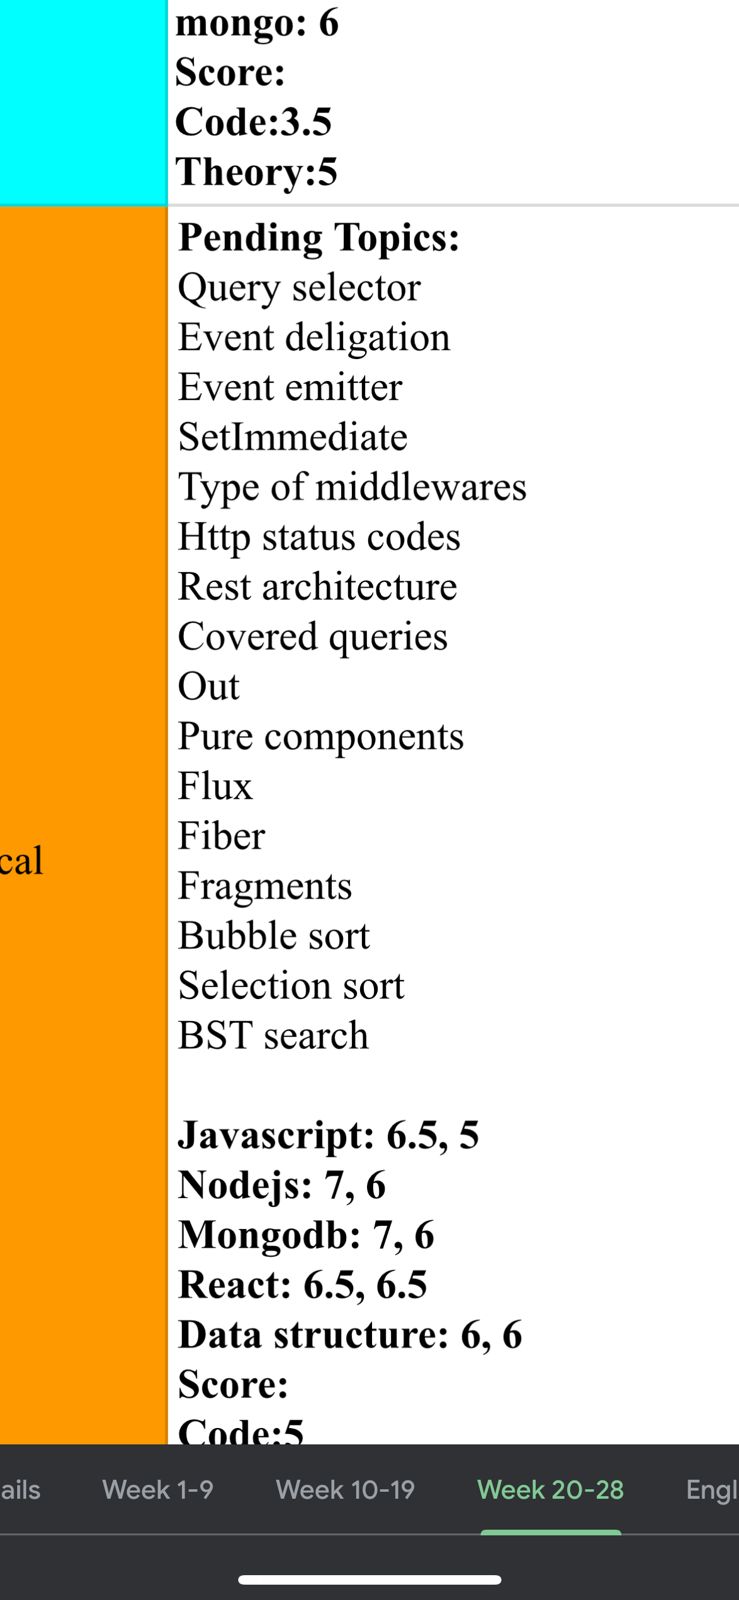 mongo: 6
Score:
Code:3.5
Theory:5
Pending Topics:
Query selector
Event deligation
Event emitter
SetImmediate
Type of middlewares
Http status codes
Rest architecture
Covered queries
Out
Pure components
Flux
Fiber
cal
Fragments
Bubble sort
Selection sort
BST search
Javascript: 6.5, 5
Nodejs: 7, 6
Mongodb: 7, 6
React: 6.5, 6.5
Data structure: 6, 6
Score:
Code:5
ails Week 1-9 Week 10-19 Week 20-28 Engl